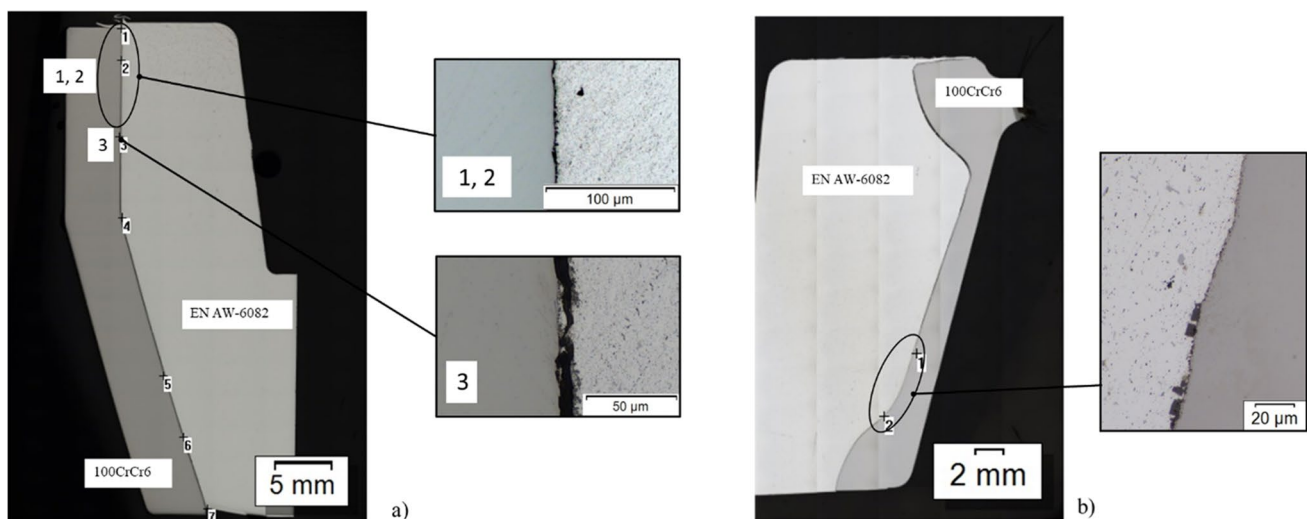 1
2
1, 2
3
3
4
EN AW-6082
5
6
100CrCr6
5 mm
7
a)
1, 2
100 µm
3
50 µm
100CrCr6
EN AW-6082
1
2
2 mm
b)
20 µm